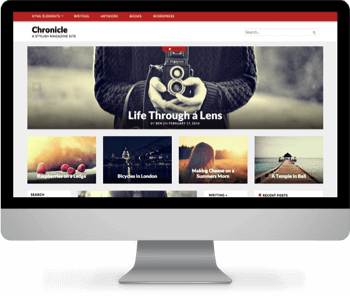 HTML ELEMENTS WRITING ARTWORK BOOKS WORDPRESS
Chronicle
A STYLISH MAGAZINE SITE
Search
Life Through a Lens
BY BEN ON FEBRUARY 17, 2014
Raspberries on a Ledge
Bicycles in London
Making Cheese on a
Summers Morn
A Temple in Bali
SEARCH
WRITING »
RECENT POSTS